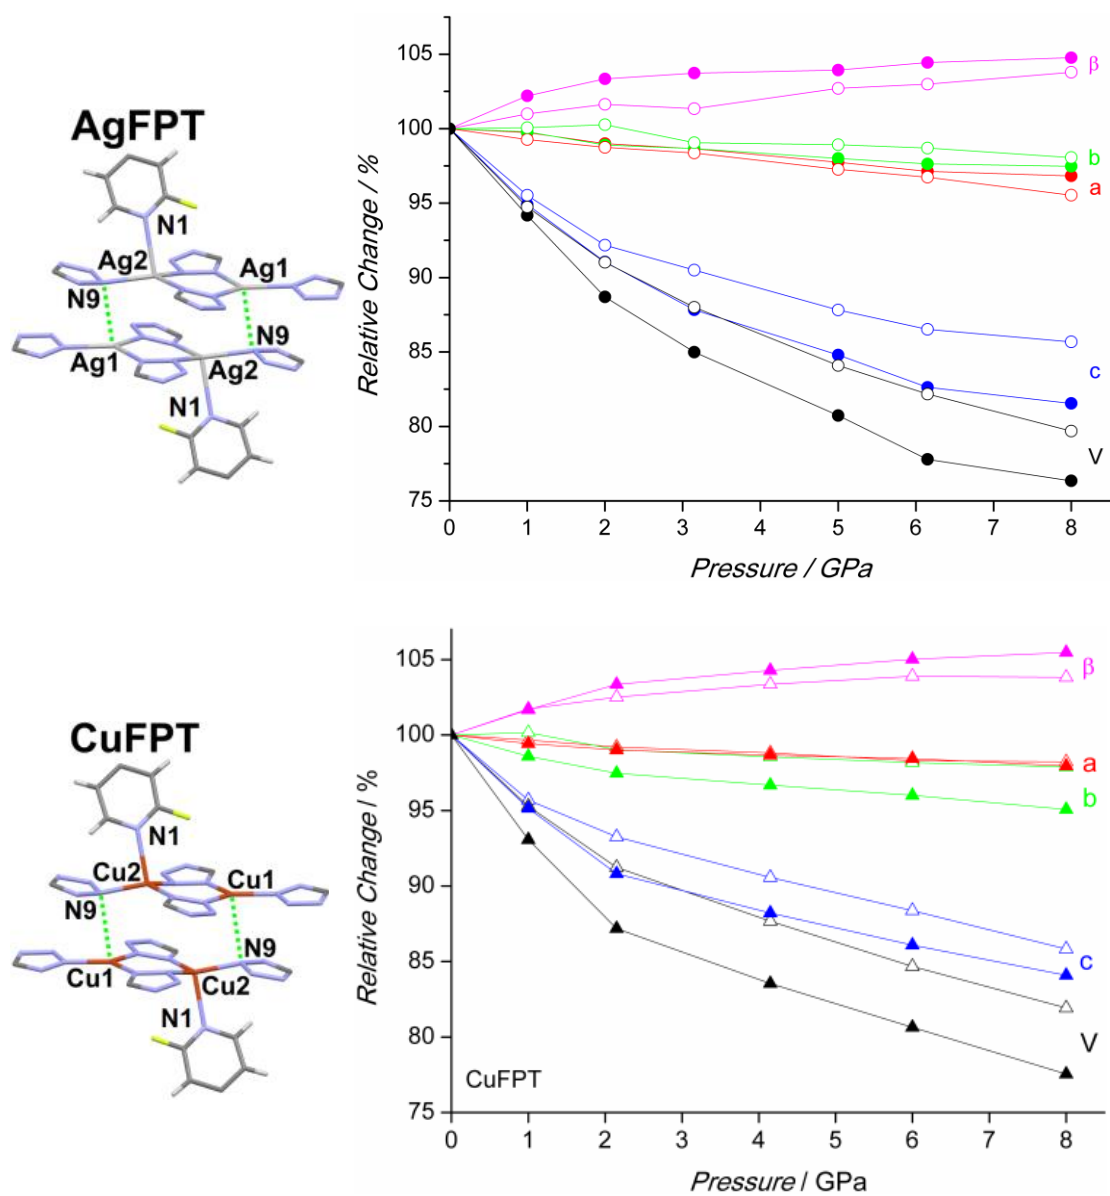 AgFPT
N1
Ag2
Ag1
N9
N9
Ag1
Ag2
N1
Relative Change / %
105
100
95
90
85
80
75
β
b
a
c
V
0 1 2 3 4 5 6 7 8
Pressure / GPa
CuFPT
N1
Cu2
Cu1
N9
N9
Cu1
Cu2
N1
Relative Change / %
105
100
95
90
85
80
75
β
a
b
c
V
CuFPT
0 1 2 3 4 5 6 7 8
Pressure / GPa